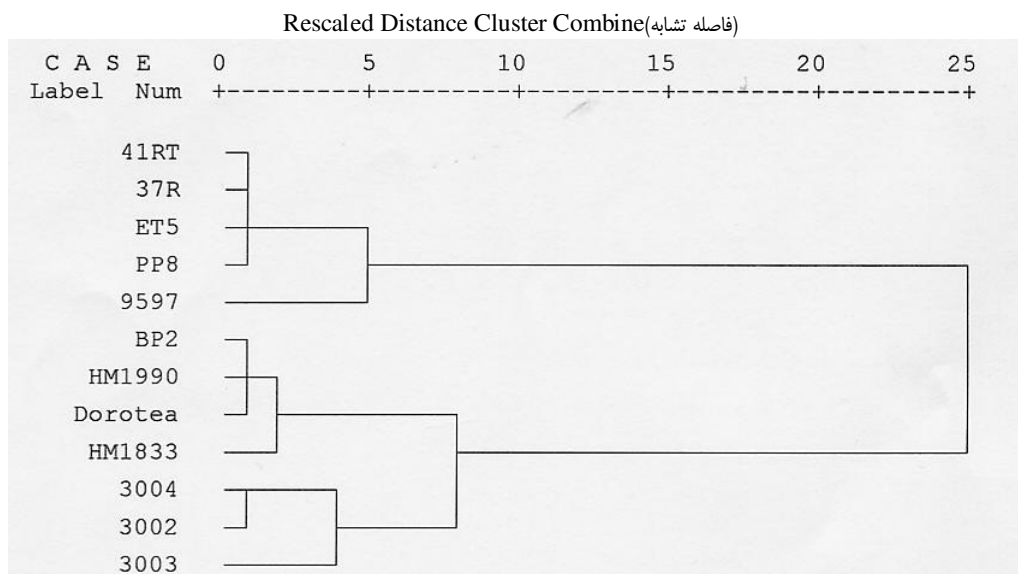 Rescaled Distance Cluster Combine(فاصله تشابه)
C A S E 0 5 10 15 20 25
Label Num +---------+---------+---------+---------+---------+
41RT
37R
ET5
PP8
9597
BP2
HM1990
Dorotea
HM1833
3004
3002
3003